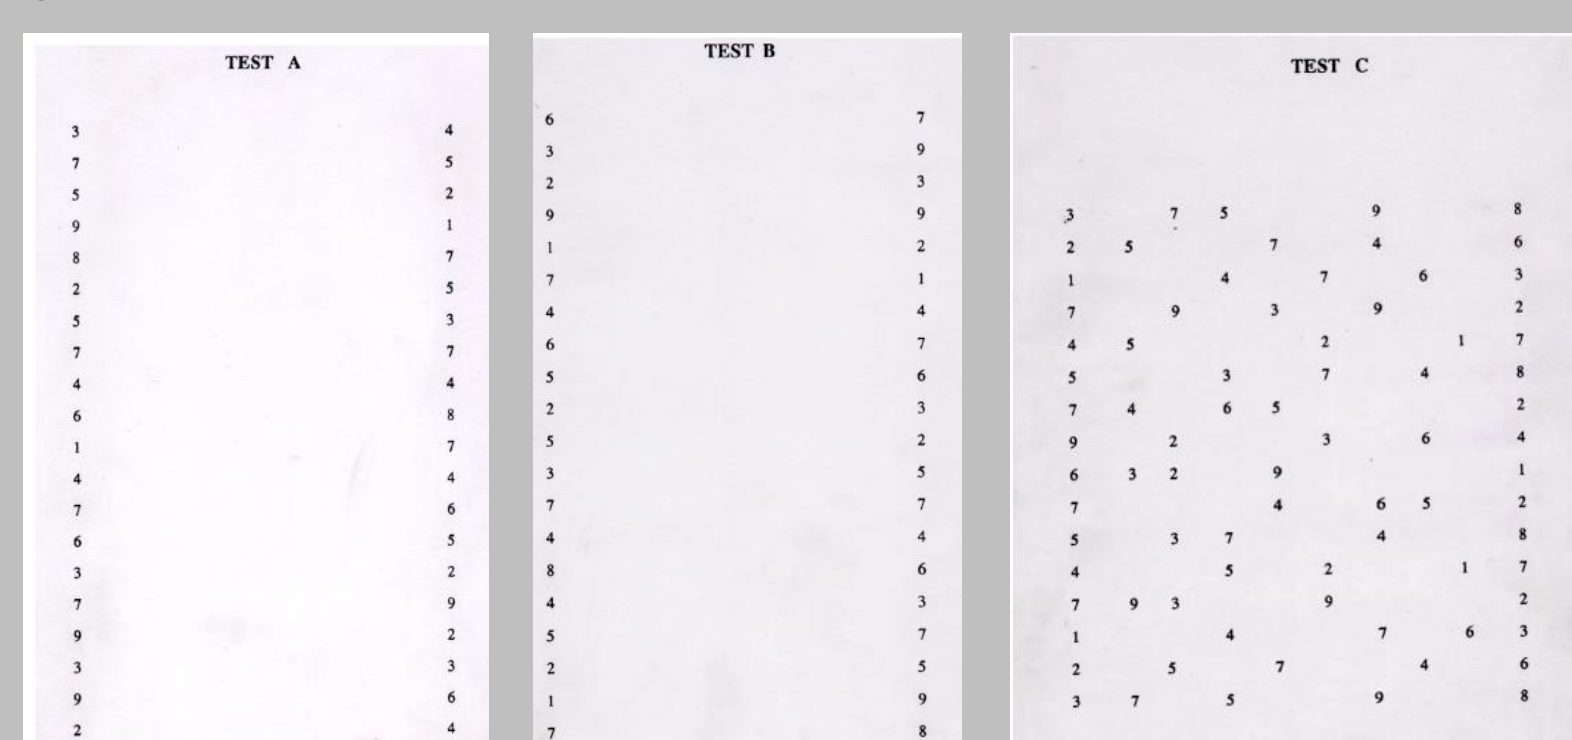 TEST A
3 4
7 5
5 2
9 1
8 7
2 5
5 3
7 7
4 4
6 8
1 7
4 4
7 6
6 5
3 2
7 9
9 2
3 3
9 6
2 4
TEST B
6 7
3 9
2 3
9 9
1 2
7 1
4 4
6 7
5 6
2 3
5 2
3 5
7 7
4 4
8 6
4 3
5 7
2 5
1 9
7 8
TEST C
3 7 5 9 8
2 5 7 4 6
1 4 7 6 3
7 9 3 9 2
4 5 2 1 7
5 3 7 4 8
7 4 6 5 2
9 2 3 6 4
6 3 2 9 1
7 4 6 5 2
5 3 7 4 8
4 5 2 1 7
7 9 3 9 2
1 4 7 6 3
2 5 7 4 6
3 7 5 9 8